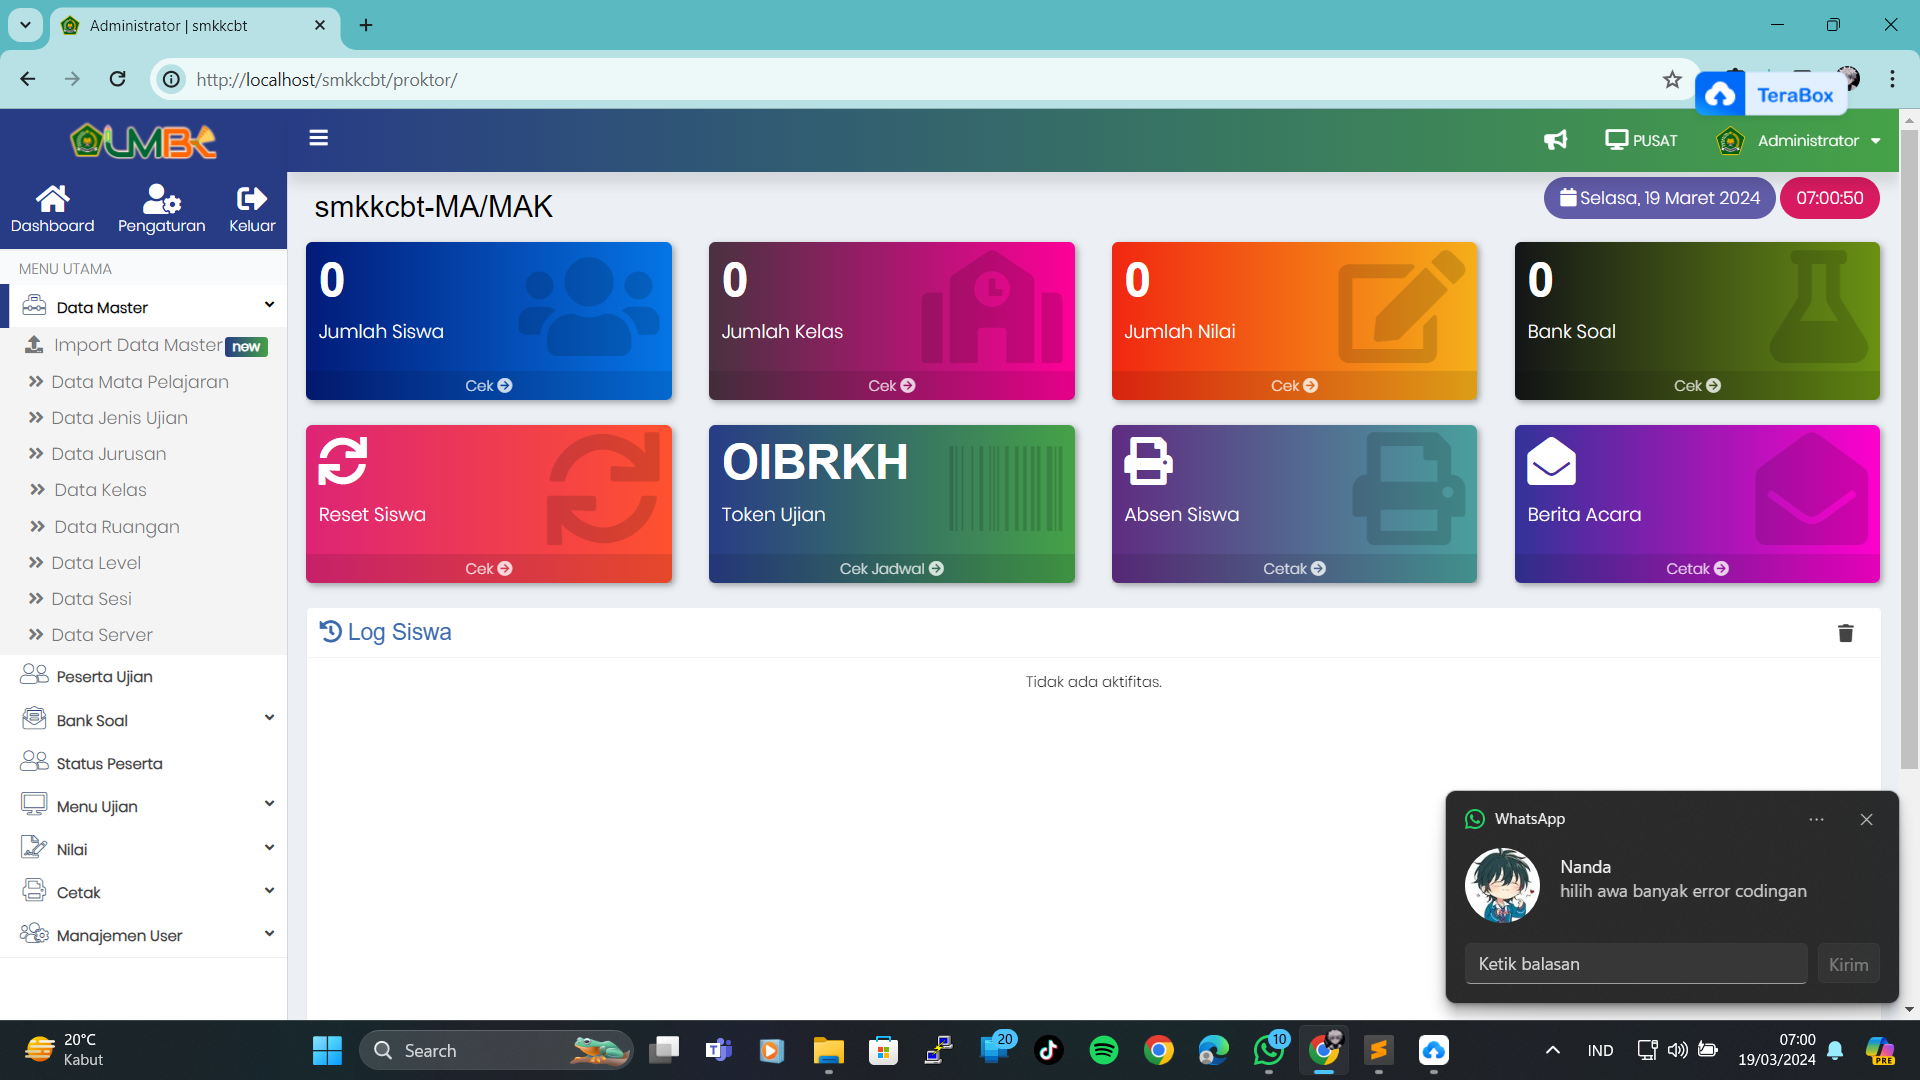 Administrator | smkkcbt
http://localhost/smkkcbt/proktor/
TeraBox
UMBK
PUSAT
Administrator
Dashboard
Pengaturan
Keluar
smkkcbt-MA/MAK
Selasa, 19 Maret 2024
07:00:50
MENU UTAMA
Data Master
Import Data Master new
Data Mata Pelajaran
Data Jenis Ujian
Data Jurusan
Data Kelas
Data Ruangan
Data Level
Data Sesi
Data Server
Peserta Ujian
Bank Soal
Status Peserta
Menu Ujian
Nilai
Cetak
Manajemen User
0
Jumlah Siswa
Cek
0
Jumlah Kelas
Cek
0
Jumlah Nilai
Cek
0
Bank Soal
Cek
Reset Siswa
Cek
OIBRKH
Token Ujian
Cek Jadwal
Absen Siswa
Cetak
Berita Acara
Cetak
Log Siswa
Tidak ada aktifitas.
WhatsApp
Nanda
hilih awa banyak error codingan
Ketik balasan
Kirim
20°C
Kabut
Search
20
10
IND
07:00
19/03/2024
PRE